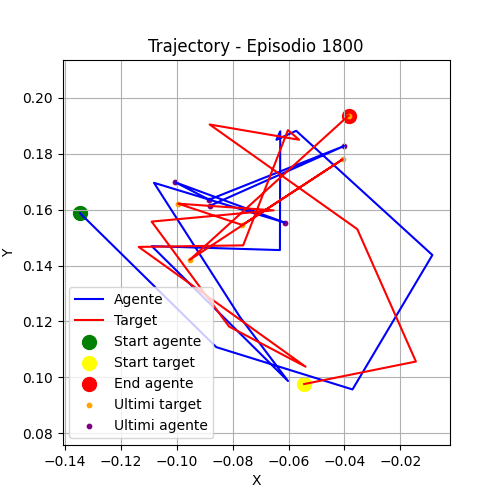 Trajectory - Episodio 1800
Y
0.20
0.18
0.16
0.14
0.12
0.10
0.08
Agente
Target
Start agente
Start target
End agente
Ultimi target
Ultimi agente
−0.14 −0.12 −0.10 −0.08 −0.06 −0.04 −0.02
X